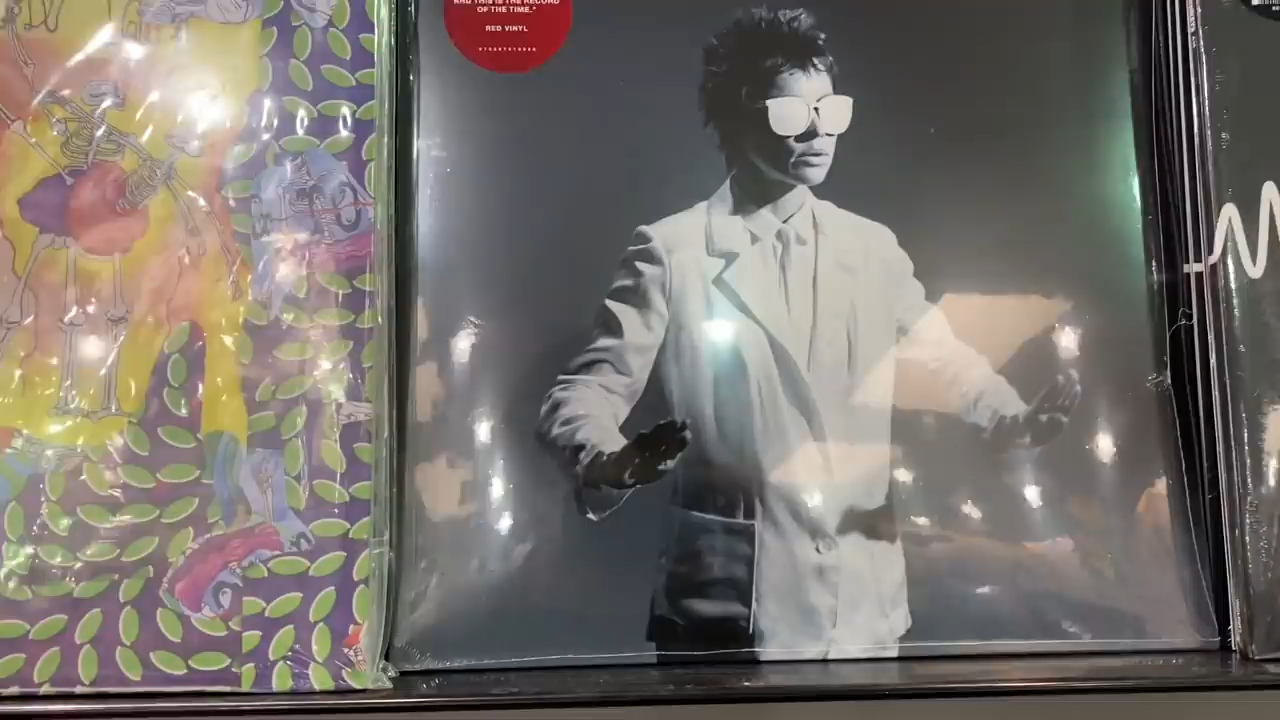 AND THIS IS THE RECORD
OF THE TIME."
RED VINYL